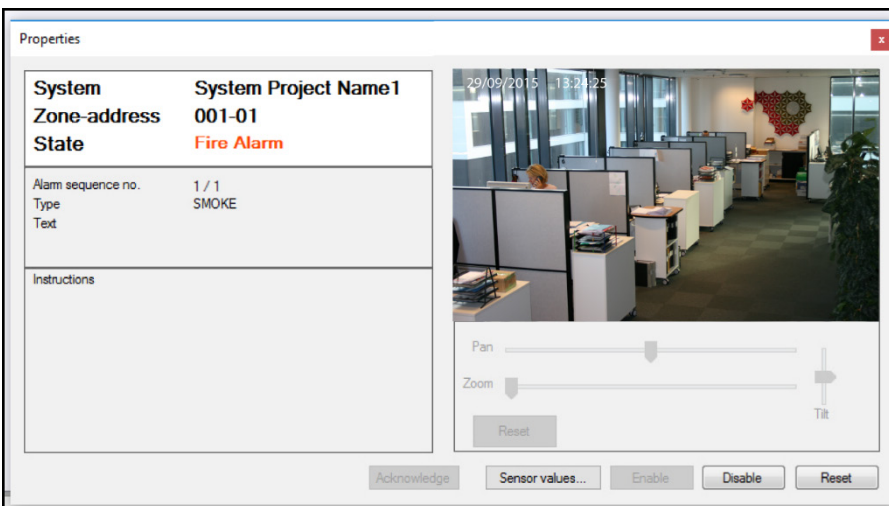 Properties
x
System System Project Name1
Zone-address 001-01
State Fire Alarm
Alarm sequence no. 1 / 1
Type SMOKE
Text
Instructions
29/09/2015 13:24:25
Pan
Zoom
Tilt
Reset
Acknowledge Sensor values... Enable Disable Reset